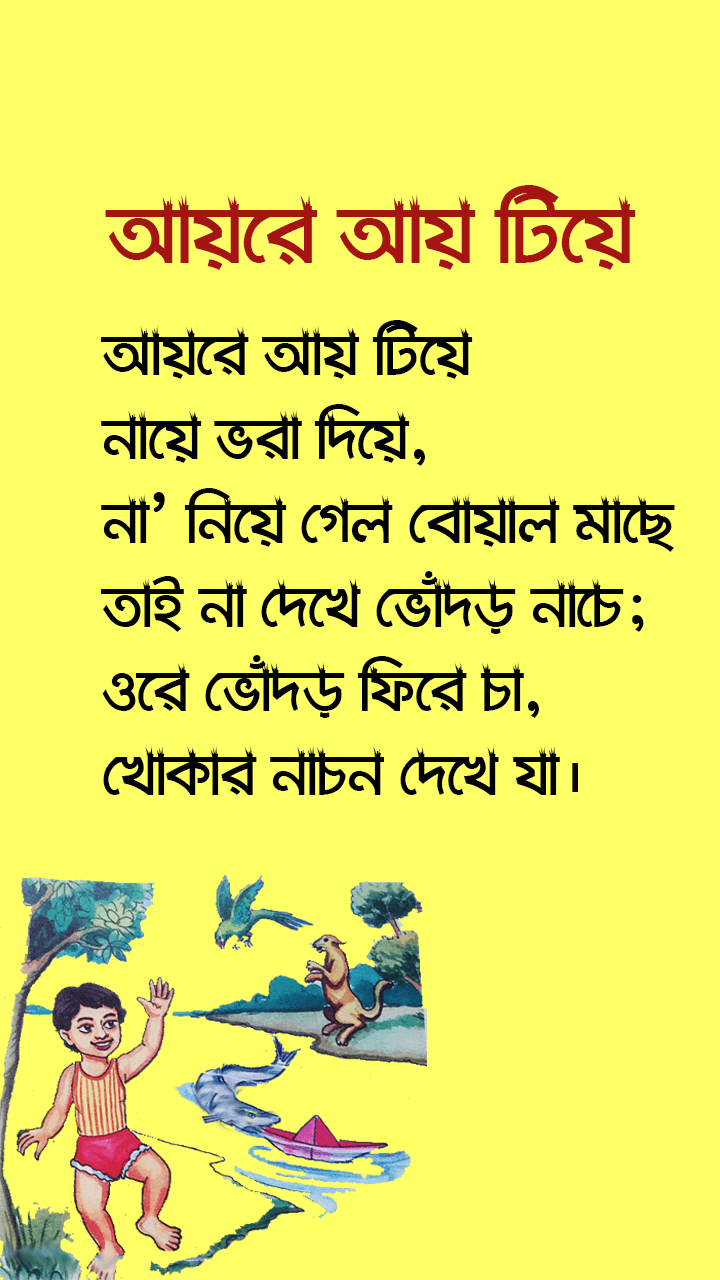 আয়রে আয় টিয়ে
আয়রে আয় টিয়ে
নায়ে ভরা দিয়ে,
না’ নিয়ে গেল বোয়াল মাছে
তাই না দেখে ভোঁদড় নাচে;
ওরে ভোঁদড় ফিরে চা,
খোকার নাচন দেখে যা।